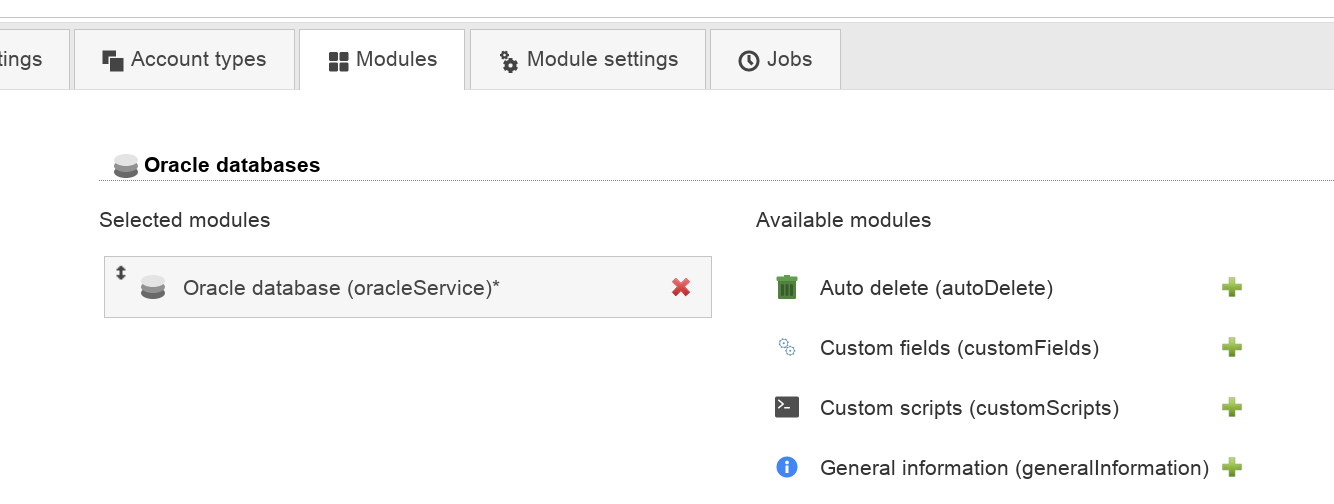 tings Account types Modules Module settings Jobs
Oracle databases
Selected modules
Available modules
Oracle database (oracleService)*
Auto delete (autoDelete)
Custom fields (customFields)
Custom scripts (customScripts)
General information (generalInformation)